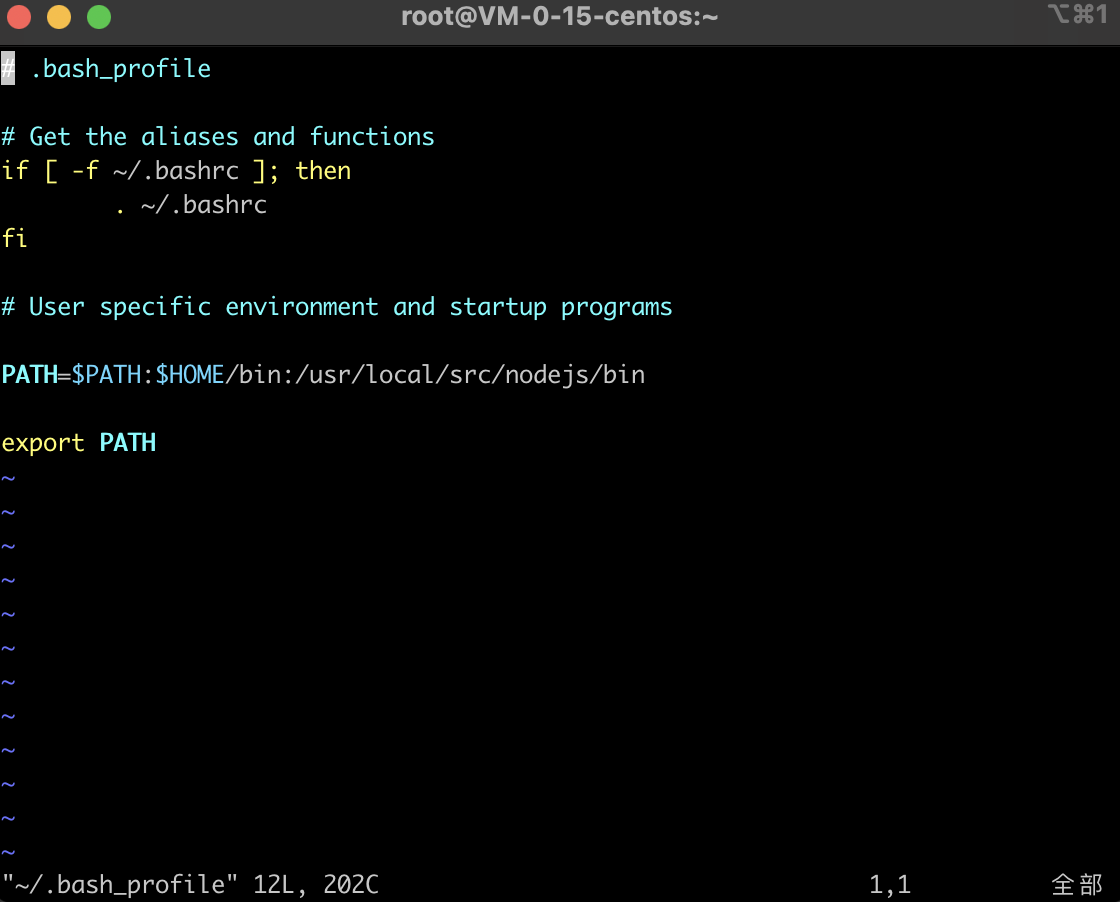 root@VM-0-15-centos:~
⌥⌘1
# .bash_profile
# Get the aliases and functions
if [ -f ~/.bashrc ]; then
        . ~/.bashrc
fi
# User specific environment and startup programs
PATH=$PATH:$HOME/bin:/usr/local/src/nodejs/bin
export PATH
~
~
~
~
~
~
~
~
~
~
~
~
"~/.bash_profile" 12L, 202C 1,1 全部